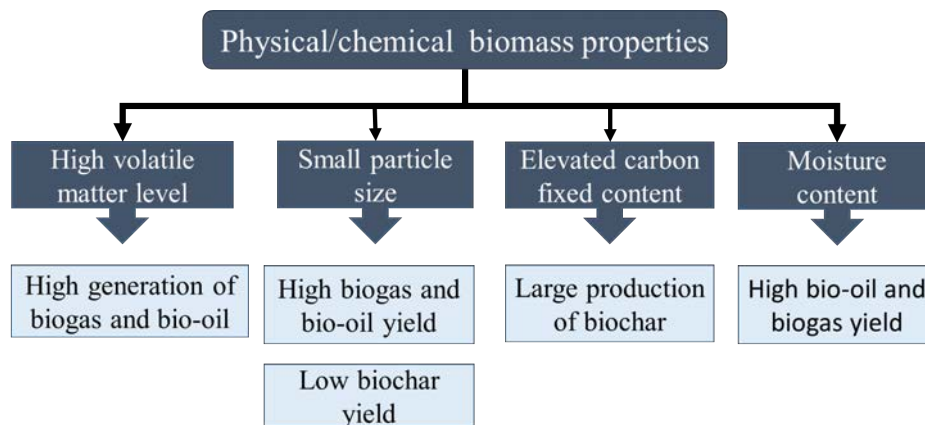 Physical/chemical biomass properties
High volatile
matter level
Small particle
size
Elevated carbon
fixed content
Moisture
content
High generation of
biogas and bio-oil
High biogas and
bio-oil yield
Large production
of biochar
High bio-oil and
biogas yield
Low biochar
yield